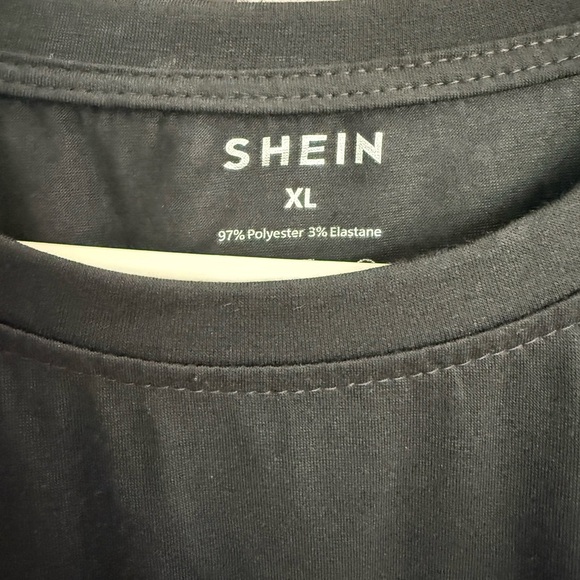 SHEIN
XL
97% Polyester 3% Elastane